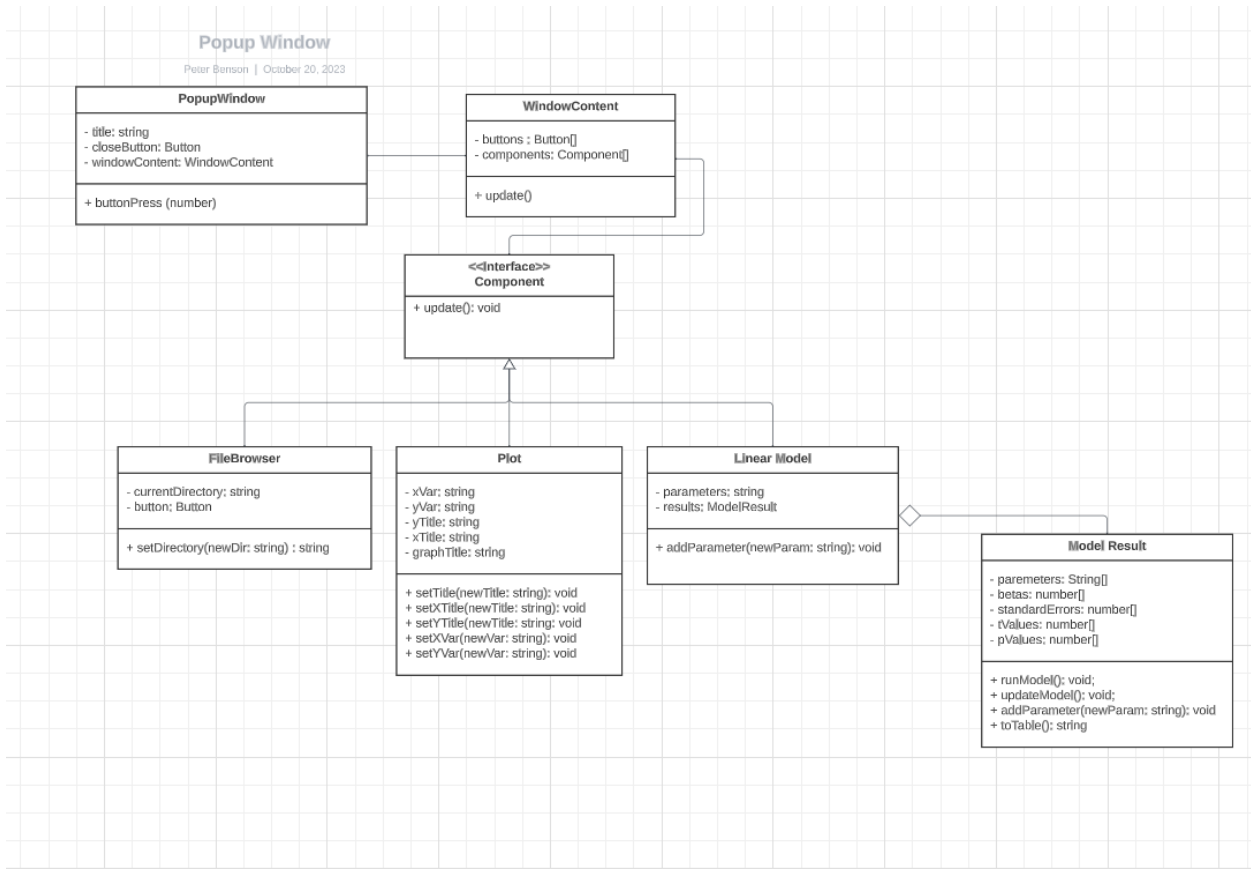 Popup Window
Peter Benson | October 20, 2023
PopupWindow
- title: string
- closeButton: Button
- windowContent: WindowContent
+ buttonPress (number)
WindowContent
- buttons ; Button[]
- components: Component[]
+ update()
<<Interface>>
Component
+ update(): void
FileBrowser
- currentDirectory: string
- button: Button
+ setDirectory(newDir: string) : string
Plot
- xVar: string
- yVar: string
- yTitle: string
- xTitle: string
- graphTitle: string
+ setTitle(newTitle: string): void
+ setXTitle(newTitle: string): void
+ setYTitle(newTitle: string: void
+ setXVar(newVar: string): void
+ setYVar(newVar: string): void
Linear Model
- parameters: string
- results: ModelResult
+ addParameter(newParam: string): void
Model Result
- paremeters: String[]
- betas: number[]
- standardErrors: number[]
- tValues: number[]
- pValues: number[]
+ runModel(): void;
+ updateModel(): void;
+ addParameter(newParam: string): void
+ toTable(): string